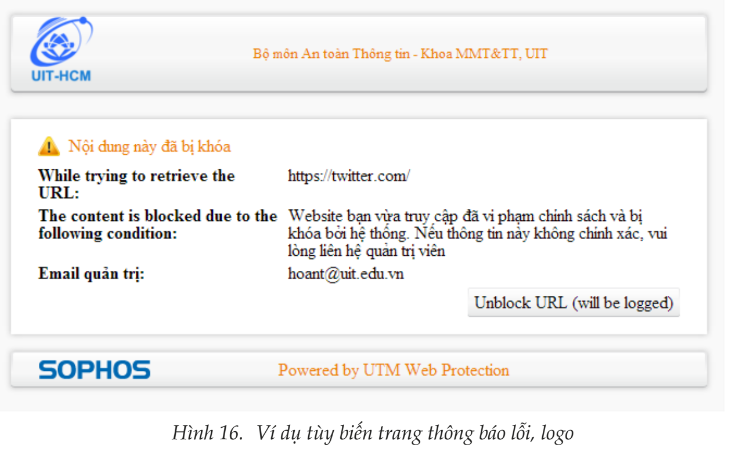 UIT-HCM
Bộ môn An toàn Thông tin - Khoa MMT&TT, UIT
Nội dung này đã bị khóa
While trying to retrieve the
URL:
https://twitter.com/
The content is blocked due to the
following condition:
Website bạn vừa truy cập đã vi phạm chính sách và bị
khóa bởi hệ thống. Nếu thông tin này không chính xác, vui
lòng liên hệ quản trị viên
Email quản trị:
hoant@uit.edu.vn
Unblock URL (will be logged)
SOPHOS
Powered by UTM Web Protection
Hình 16. Ví dụ tùy biến trang thông báo lỗi, logo